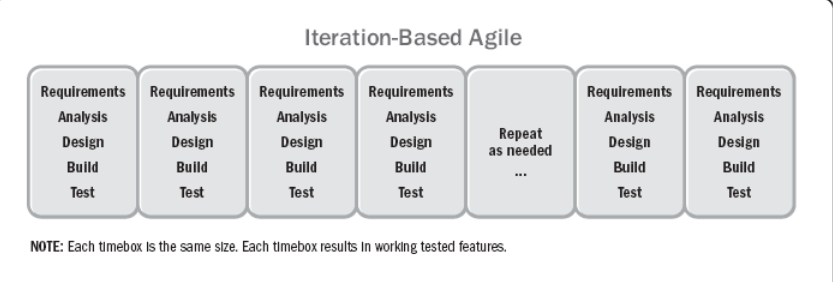 Iteration-Based Agile
Requirements
Analysis
Design
Build
Test
Requirements
Analysis
Design
Build
Test
Requirements
Analysis
Design
Build
Test
Requirements
Analysis
Design
Build
Test
Repeat
as needed
...
Requirements
Analysis
Design
Build
Test
Requirements
Analysis
Design
Build
Test
NOTE: Each timebox is the same size. Each timebox results in working tested features.